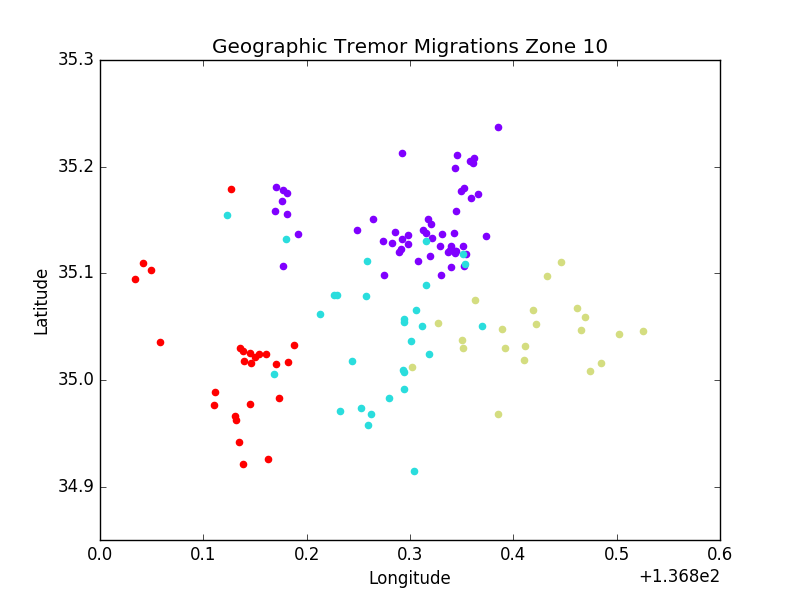 Geographic Tremor Migrations Zone 10
35.3
35.2
35.1
35.0
34.9
Latitude
0.0 0.1 0.2 0.3 0.4 0.5 0.6
Longitude
+1.368e2